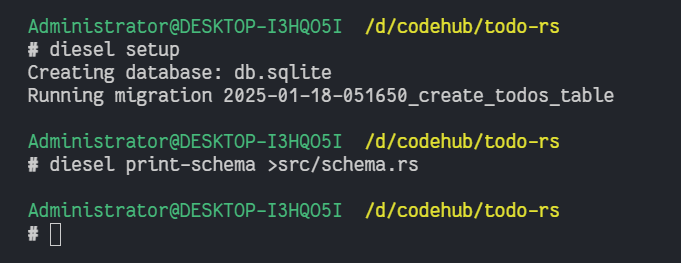 Administrator@DESKTOP-I3HQO5I /d/codehub/todo-rs
# diesel setup
Creating database: db.sqlite
Running migration 2025-01-18-051650_create_todos_table
Administrator@DESKTOP-I3HQO5I /d/codehub/todo-rs
# diesel print-schema >src/schema.rs
Administrator@DESKTOP-I3HQO5I /d/codehub/todo-rs
#